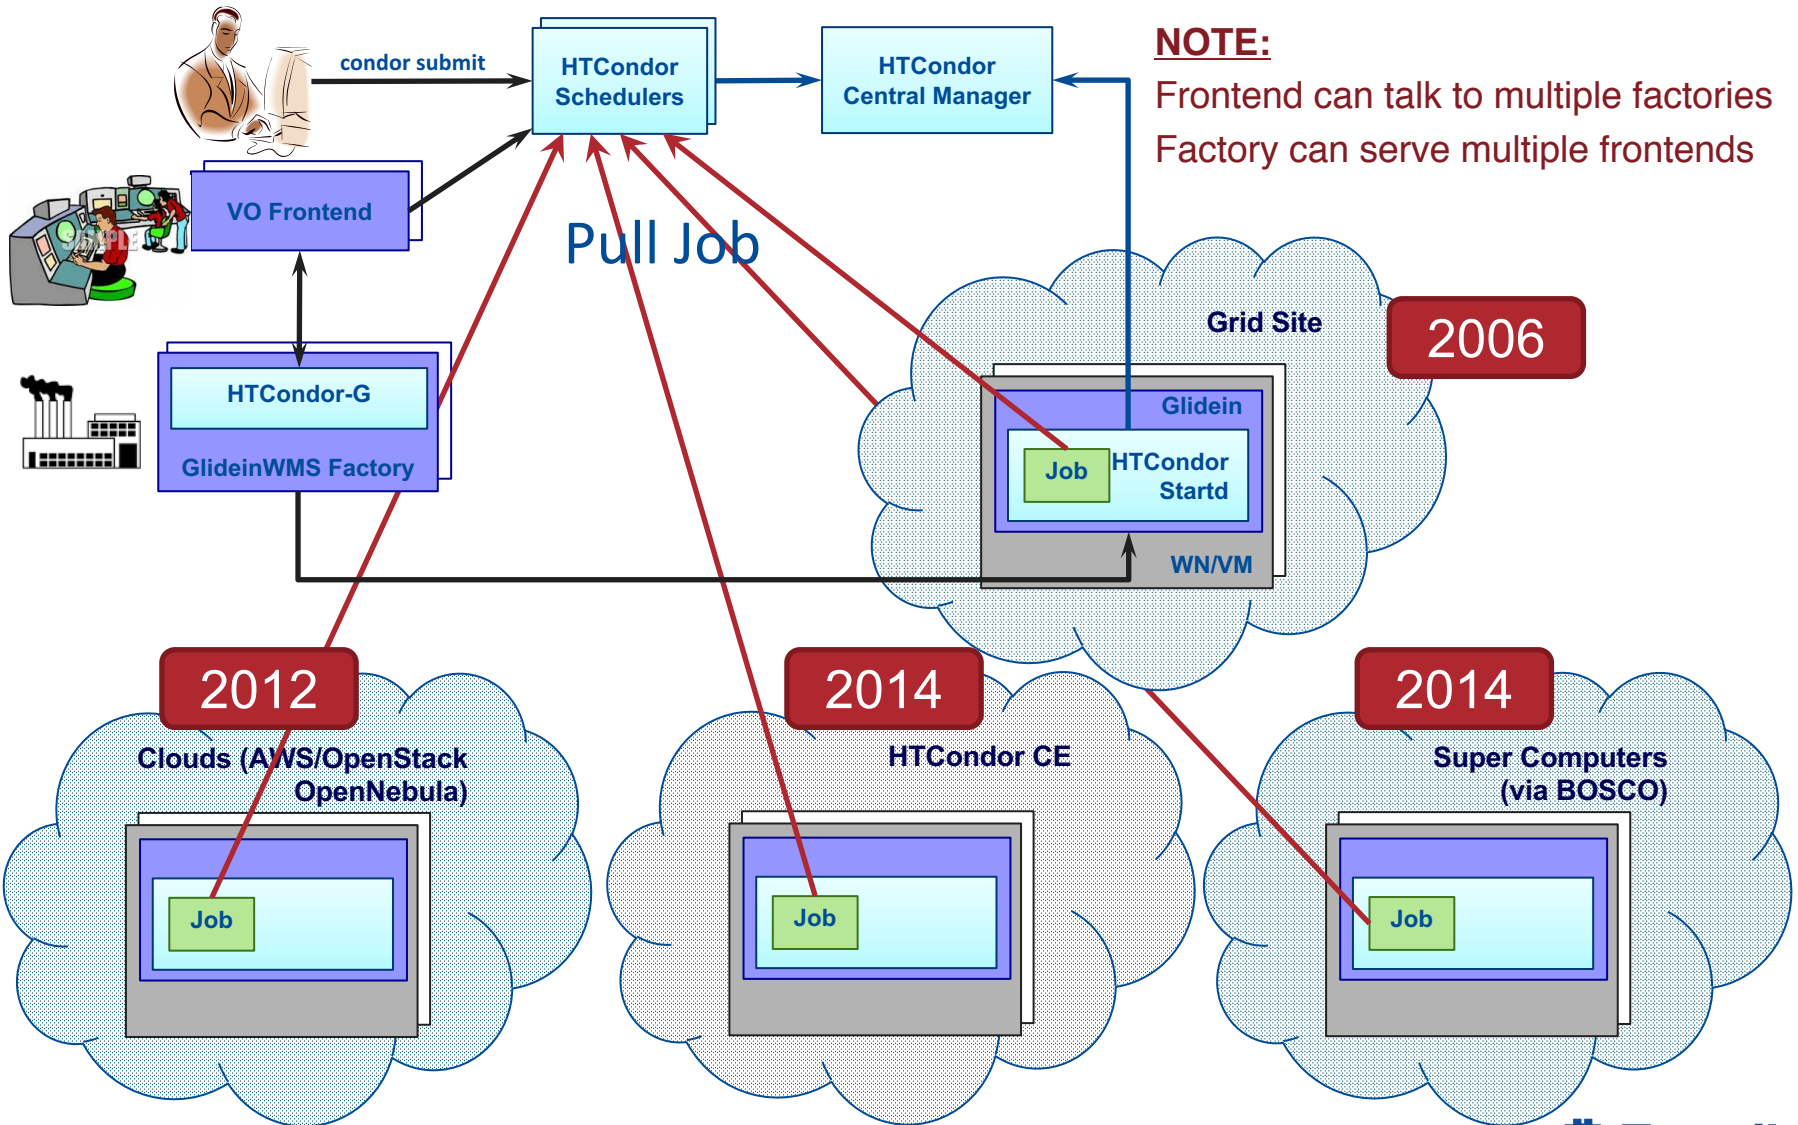 condor submit
HTCondor
Schedulers
HTCondor
Central Manager
NOTE:
Frontend can talk to multiple factories
Factory can serve multiple frontends
VO Frontend
SAMPLE
Pull Job
HTCondor-G
GlideinWMS Factory
Grid Site
2006
Glidein
Job
HTCondor
Startd
WN/VM
2012
Clouds (AWS/OpenStack
OpenNebula)
Job
2014
HTCondor CE
Job
2014
Super Computers
(via BOSCO)
Job